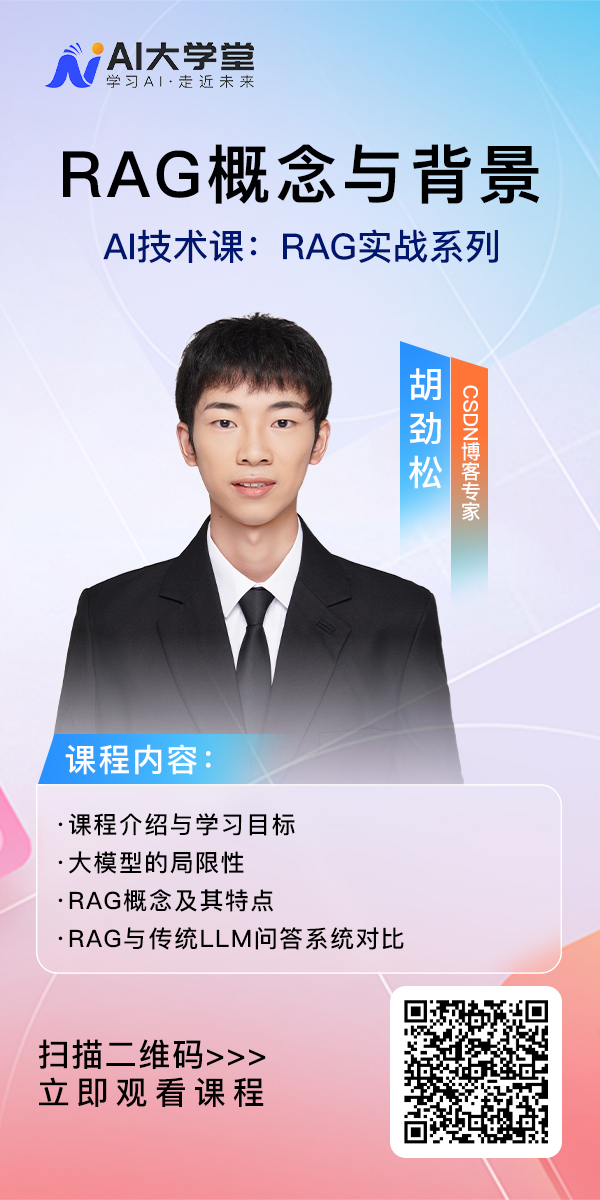 AI大学堂
学习AI·走近未来
RAG概念与背景
AI技术课：RAG实战系列
胡劲松
CSDN博客专家
课程内容：
·课程介绍与学习目标
·大模型的局限性
·RAG概念及其特点
·RAG与传统LLM问答系统对比
扫描二维码>>>
立即观看课程